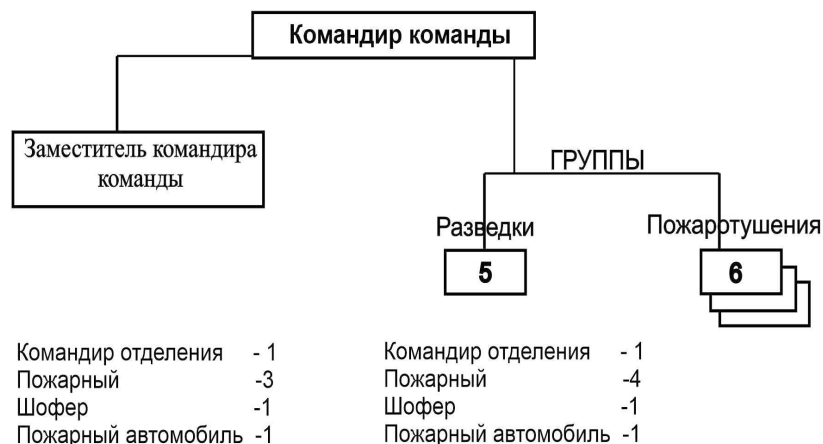 Командир команды
Заместитель командира
команды
ГРУППЫ
Разведки
Пожаротушения
5
6
Командир отделения - 1
Пожарный -3
Шофер -1
Пожарный автомобиль -1
Командир отделения - 1
Пожарный -4
Шофер -1
Пожарный автомобиль -1